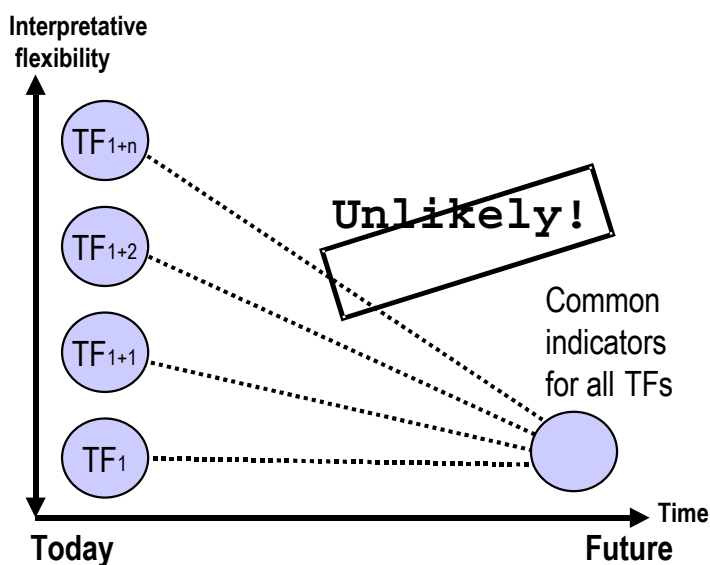 Interpretative
flexibility
TF1+n
Unlikely!
TF1+2
Common
indicators
for all TFs
TF1+1
TF1
Time
Today
Future